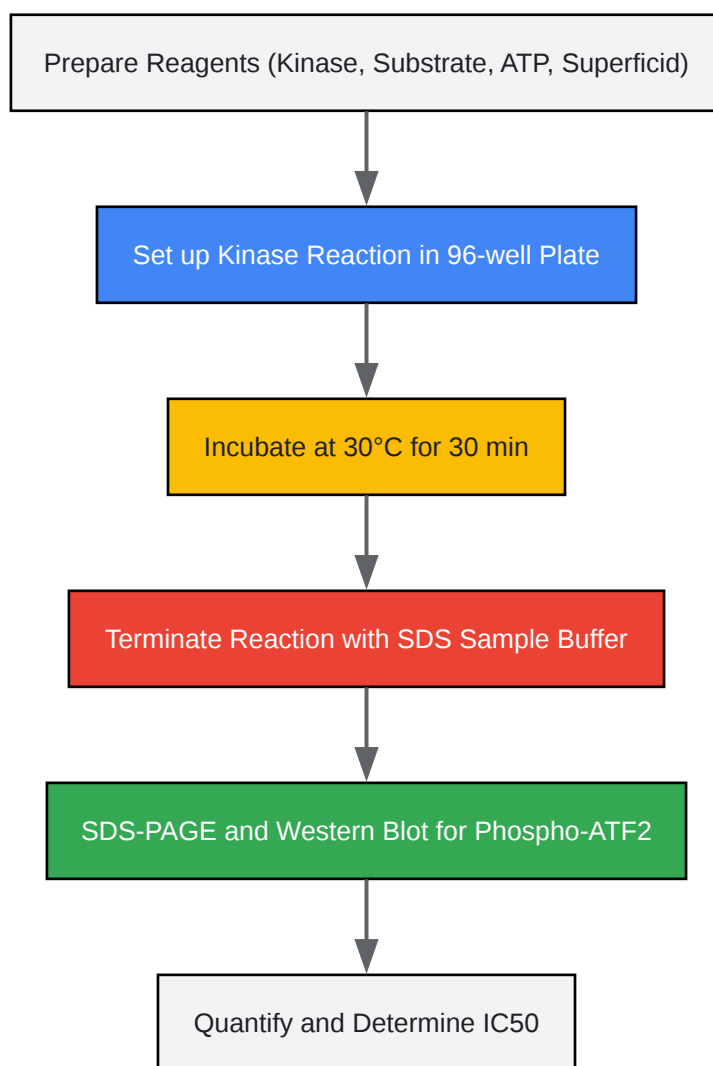 Prepare Reagents (Kinase, Substrate, ATP, Superficid)
Set up Kinase Reaction in 96-well Plate
Incubate at 30°C for 30 min
Terminate Reaction with SDS Sample Buffer
SDS-PAGE and Western Blot for Phospho-ATF2
Quantify and Determine IC50